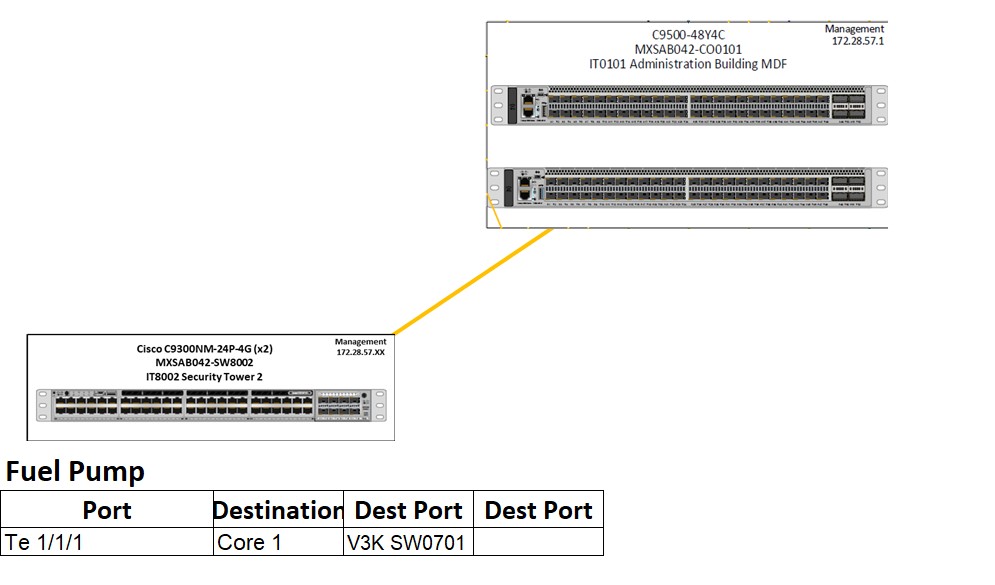 C9500-48Y4C
MXSAB042-CO0101
IT0101 Administration Building MDF
Management
172.28.57.1
Cisco C9300NM-24P-4G (x2)
MXSAB042-SW8002
IT8002 Security Tower 2
Management
172.28.57.XX
Fuel Pump
Port Destination Dest Port Dest Port
Te 1/1/1 Core 1 V3K SW0701